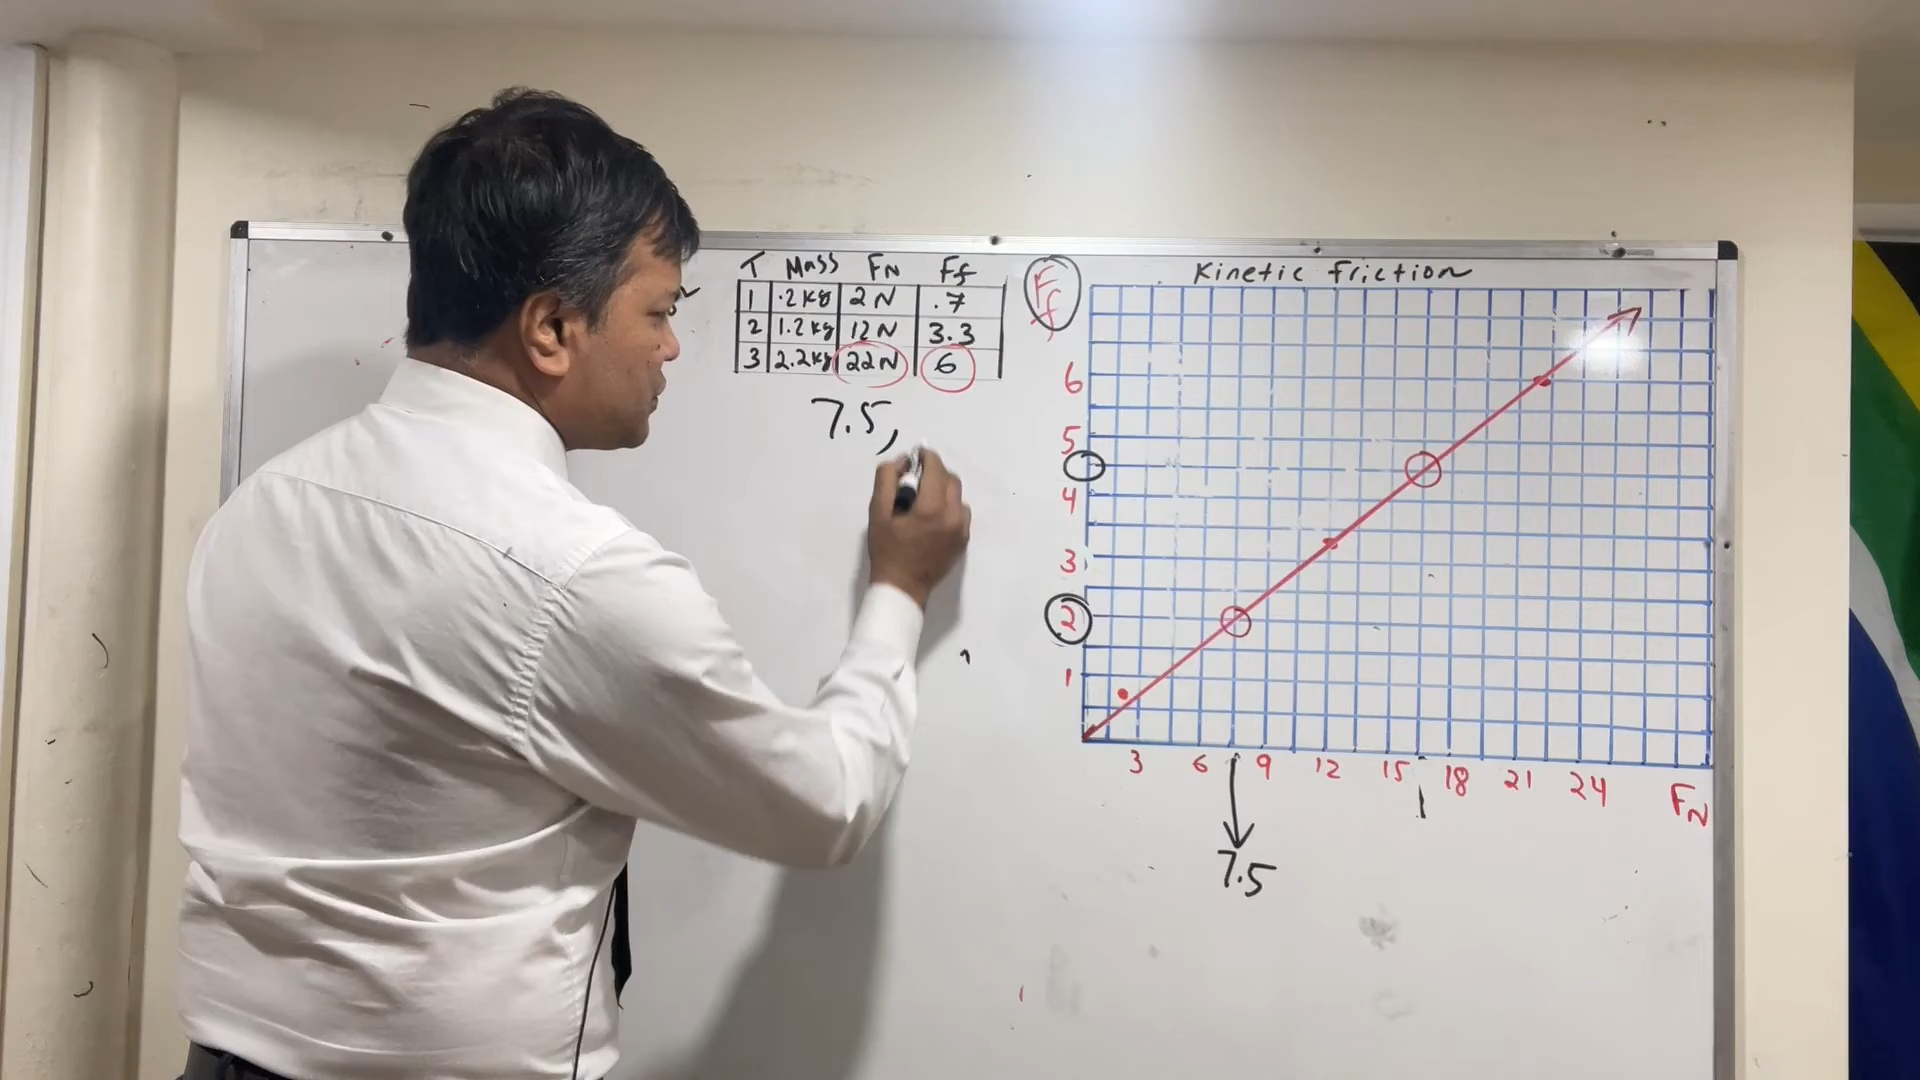 T Mass FN Ff
1 .2kg 2N .7
2 1.2kg 12N 3.3
3 2.2kg 22N 6
7.5,
Kinetic friction
Ff
6
5
4
3
2
1
3 6 9 12 15 18 21 24 FN
7.5